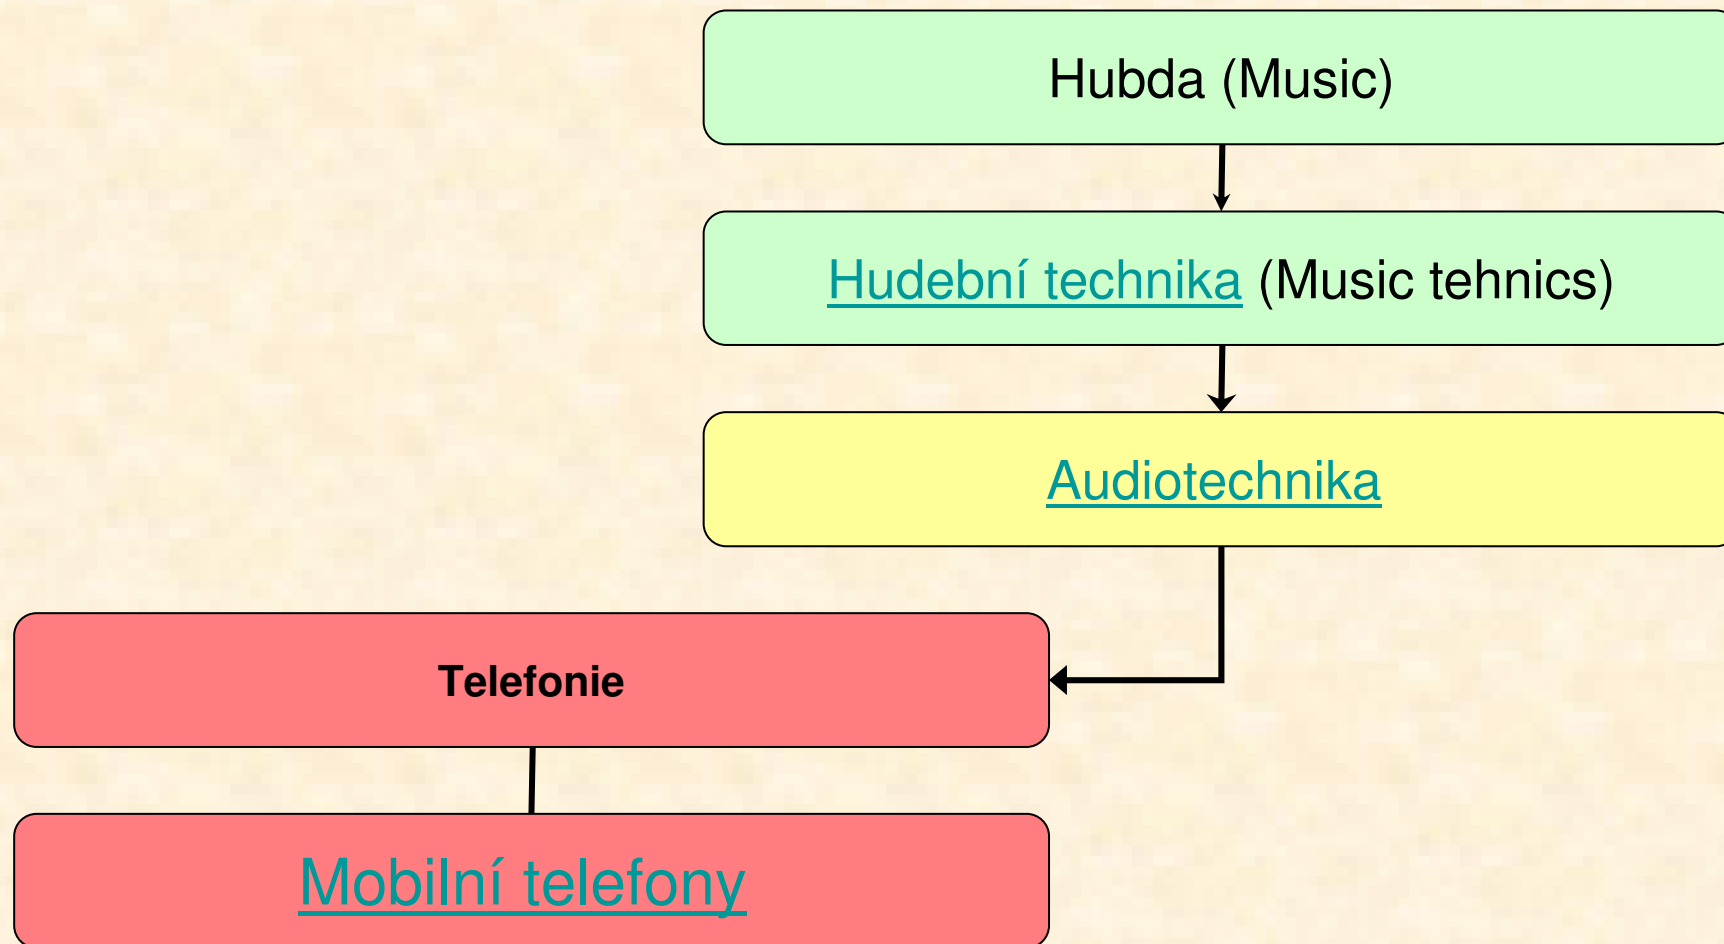 Hubda (Music)
Hudební technika (Music tehnics)
Audiotechnika
Telefonie
Mobilní telefony